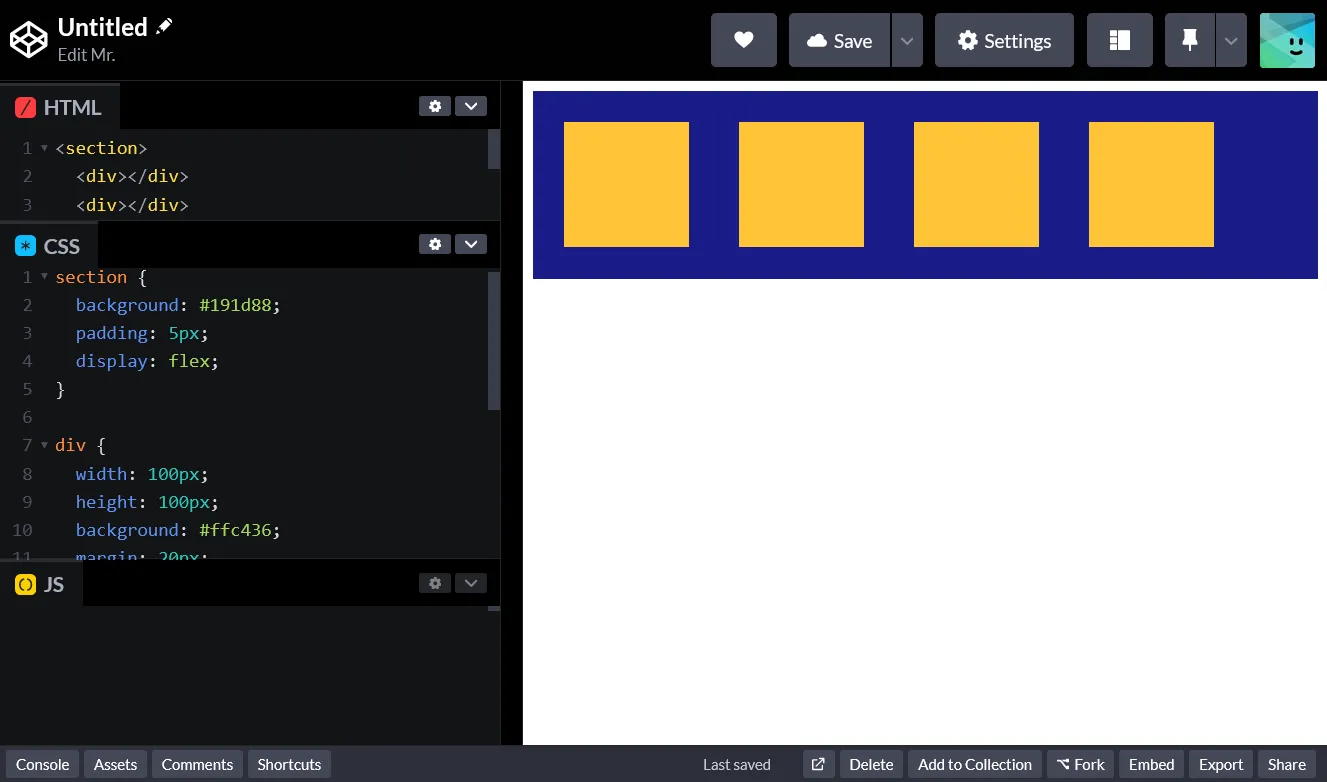 Untitled
Edit Mr.
Save
Settings
HTML
1 <section>
2 <div></div>
3 <div></div>
CSS
1 section {
2 background: #191d88;
3 padding: 5px;
4 display: flex;
5 }
6
7 div {
8 width: 100px;
9 height: 100px;
10 background: #ffc436;
11 margin: 20px;
JS
Console Assets Comments Shortcuts Last saved Delete Add to Collection Fork Embed Export Share